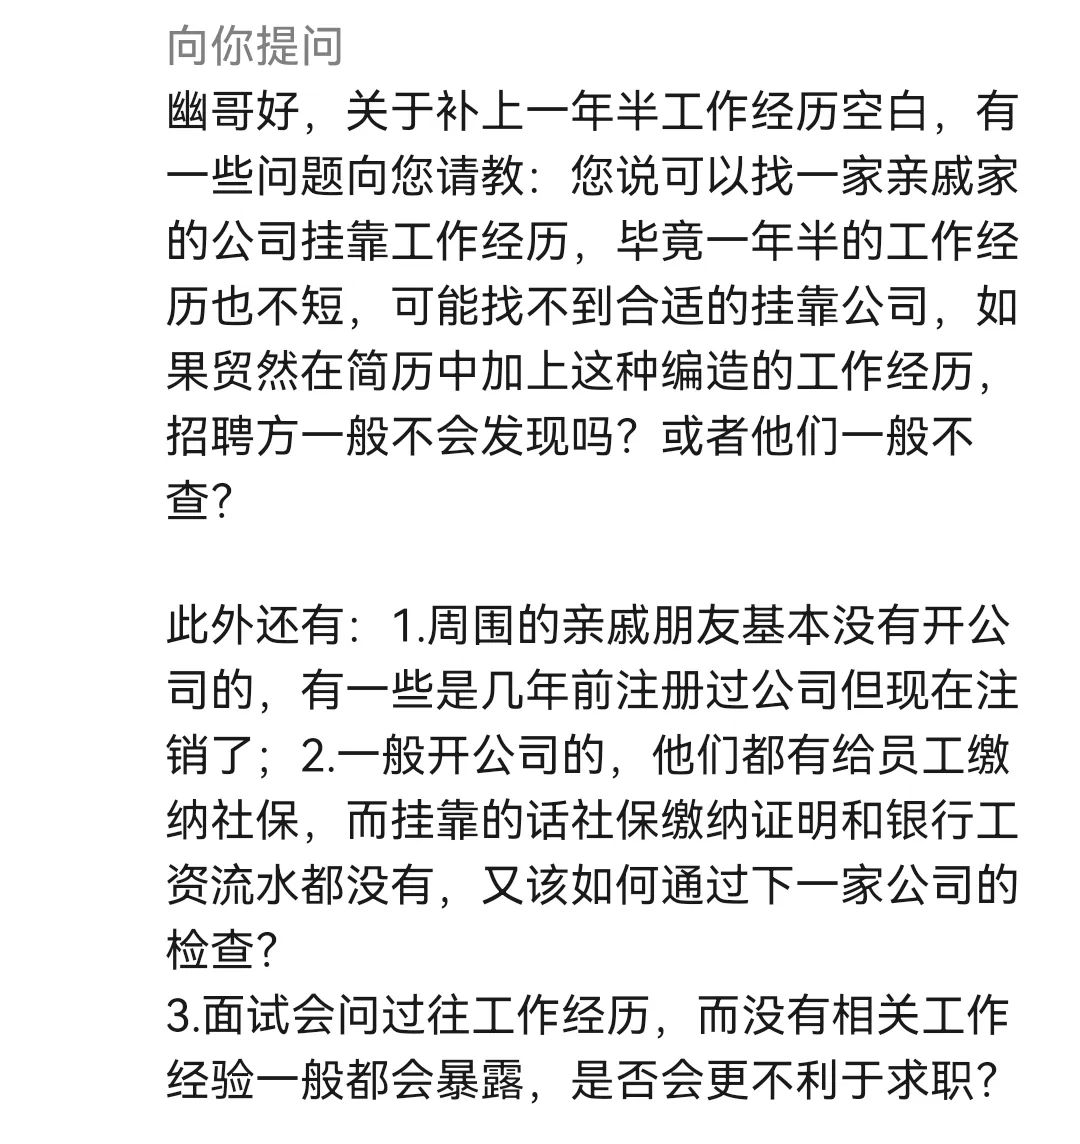 向你提问
幽哥好，关于补上一年半工作经历空白，有
一些问题向您请教：您说可以找一家亲戚家
的公司挂靠工作经历，毕竟一年半的工作经
历也不短，可能找不到合适的挂靠公司，如
果贸然在简历中加上这种编造的工作经历，
招聘方一般不会发现吗？或者他们一般不
查？
此外还有：1.周围的亲戚朋友基本没有开公
司的，有一些是几年前注册过公司但现在注
销了；2.一般开公司的，他们都有给员工缴
纳社保，而挂靠的话社保缴纳证明和银行工
资流水都没有，又该如何通过下一家公司的
检查？
3.面试会问过往工作经历，而没有相关工作
经验一般都会暴露，是否会更不利于求职？